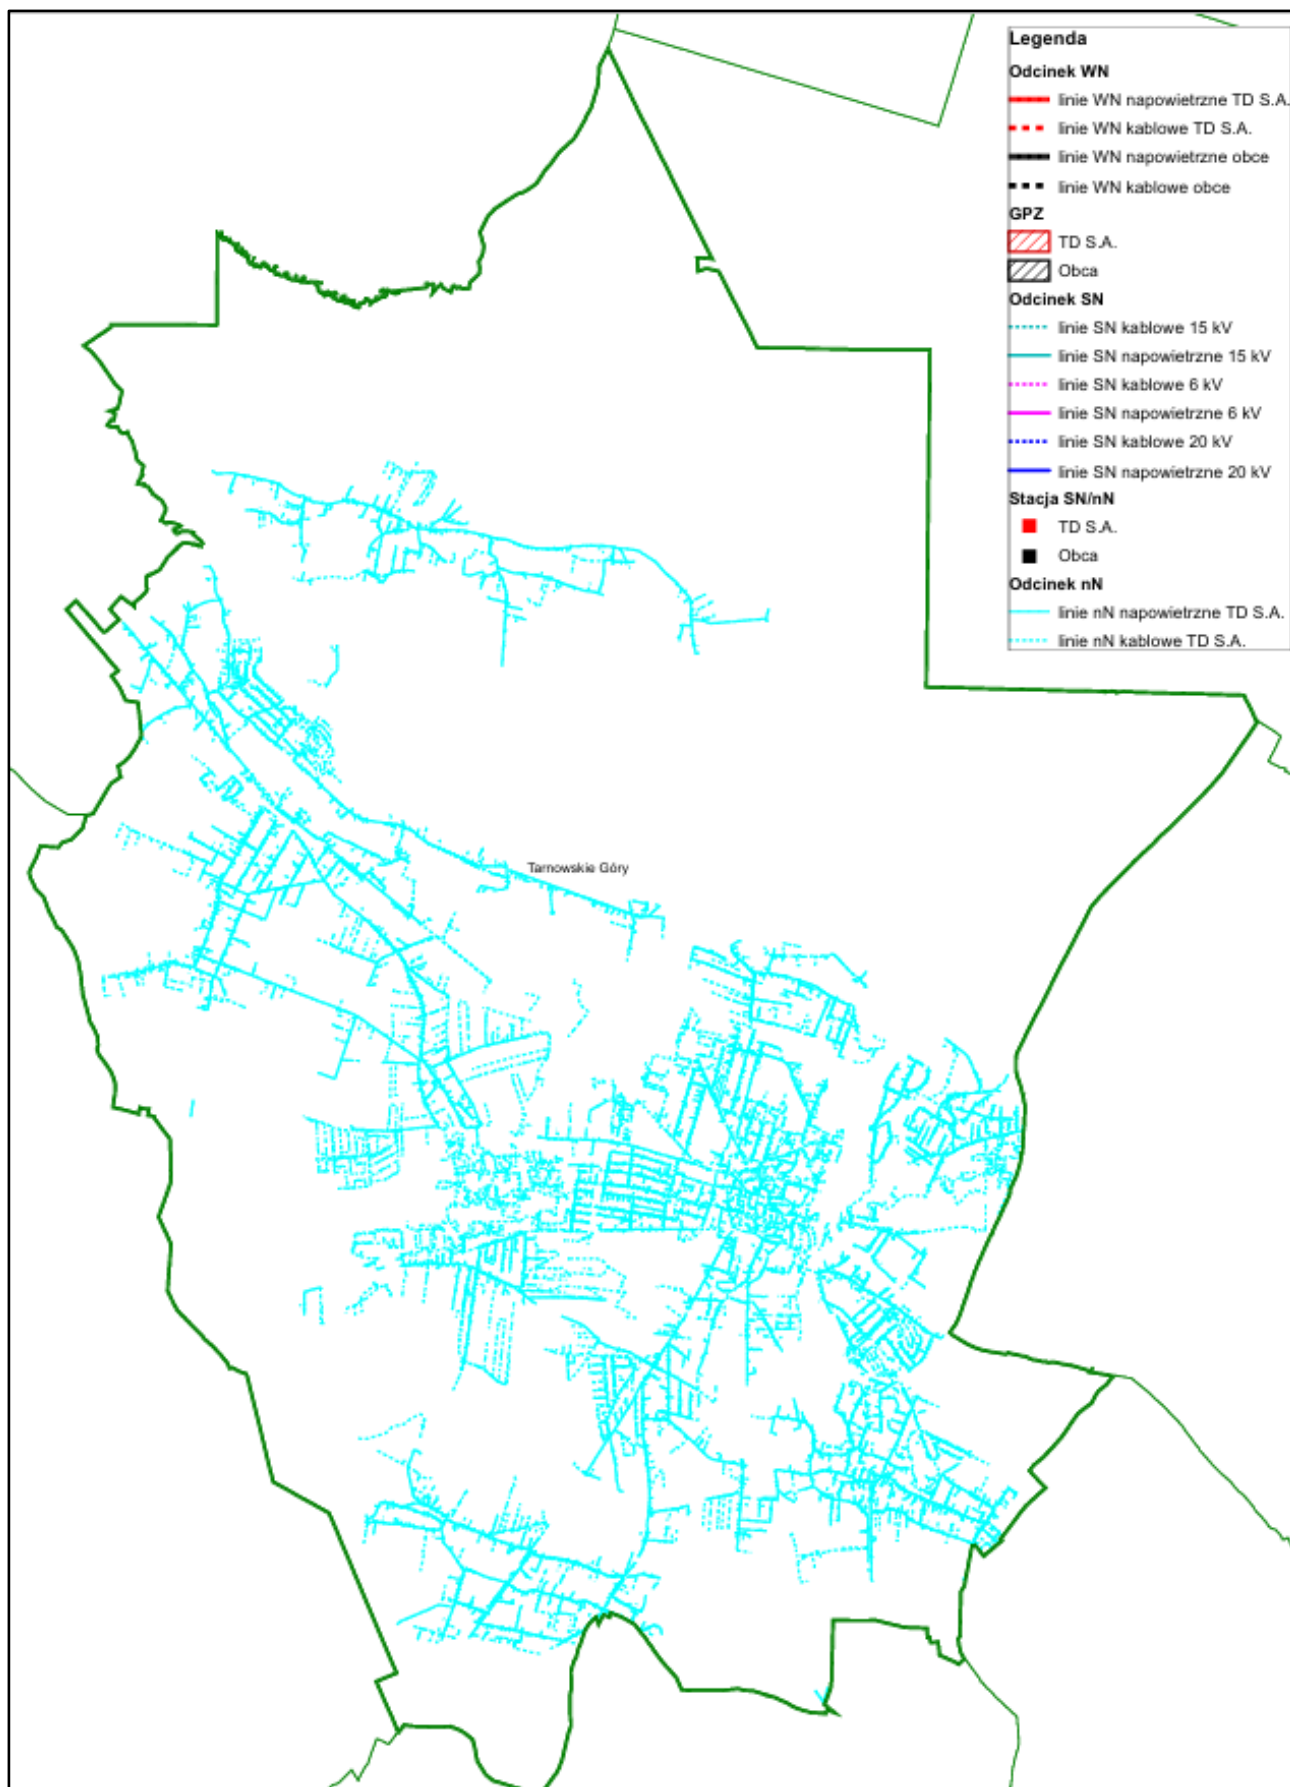 Legenda
Odcinek WN
linie WN napowietrzne TD S.A.
linie WN kablowe TD S.A.
linie WN napowietrzne obce
linie WN kablowe obce
GPZ
TD S.A.
Obca
Odcinek SN
linie SN kablowe 15 kV
linie SN napowietrzne 15 kV
linie SN kablowe 6 kV
linie SN napowietrzne 6 kV
linie SN kablowe 20 kV
linie SN napowietrzne 20 kV
Stacja SN/nN
TD S.A.
Obca
Odcinek nN
linie nN napowietrzne TD S.A.
linie nN kablowe TD S.A.
Tarnowskie Góry